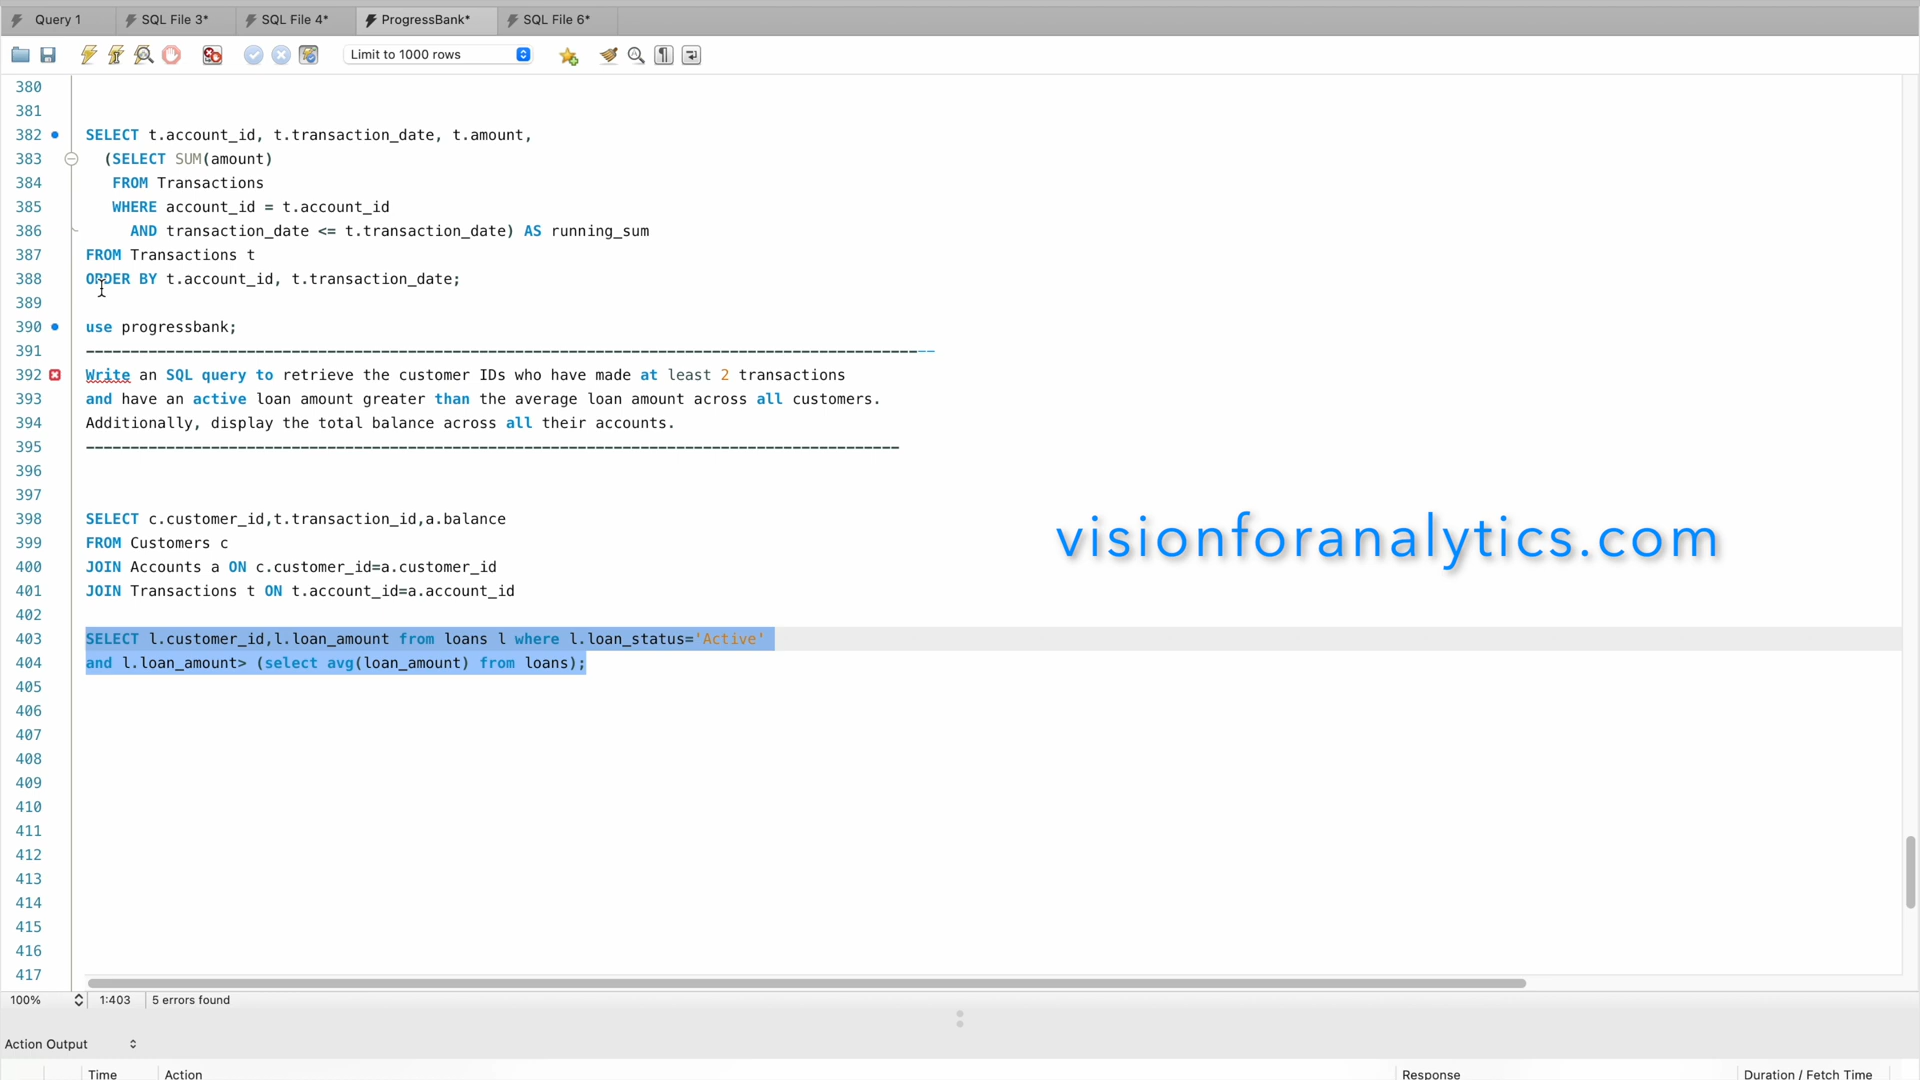 Query 1
SQL File 3*
SQL File 4*
ProgressBank*
SQL File 6*
Limit to 1000 rows
380
381
382 SELECT t.account_id, t.transaction_date, t.amount,
383 (SELECT SUM(amount)
384 FROM Transactions
385 WHERE account_id = t.account_id
386 AND transaction_date <= t.transaction_date) AS running_sum
387 FROM Transactions t
388 ORDER BY t.account_id, t.transaction_date;
389
390 use progressbank;
391 ---------------------------------------------------------------------------------------------
392 Write an SQL query to retrieve the customer IDs who have made at least 2 transactions
393 and have an active loan amount greater than the average loan amount across all customers.
394 Additionally, display the total balance across all their accounts.
395 -------------------------------------------------------------------------------------------
396
397
398 SELECT c.customer_id,t.transaction_id,a.balance
399 FROM Customers c
400 JOIN Accounts a ON c.customer_id=a.customer_id
401 JOIN Transactions t ON t.account_id=a.account_id
402
403 SELECT l.customer_id,l.loan_amount from loans l where l.loan_status='Active'
404 and l.loan_amount> (select avg(loan_amount) from loans);
405
406
407
408
409
410
411
412
413
414
415
416
417
visionforanalytics.com
100% 1:403 5 errors found
Action Output
Time Action Response Duration / Fetch Time